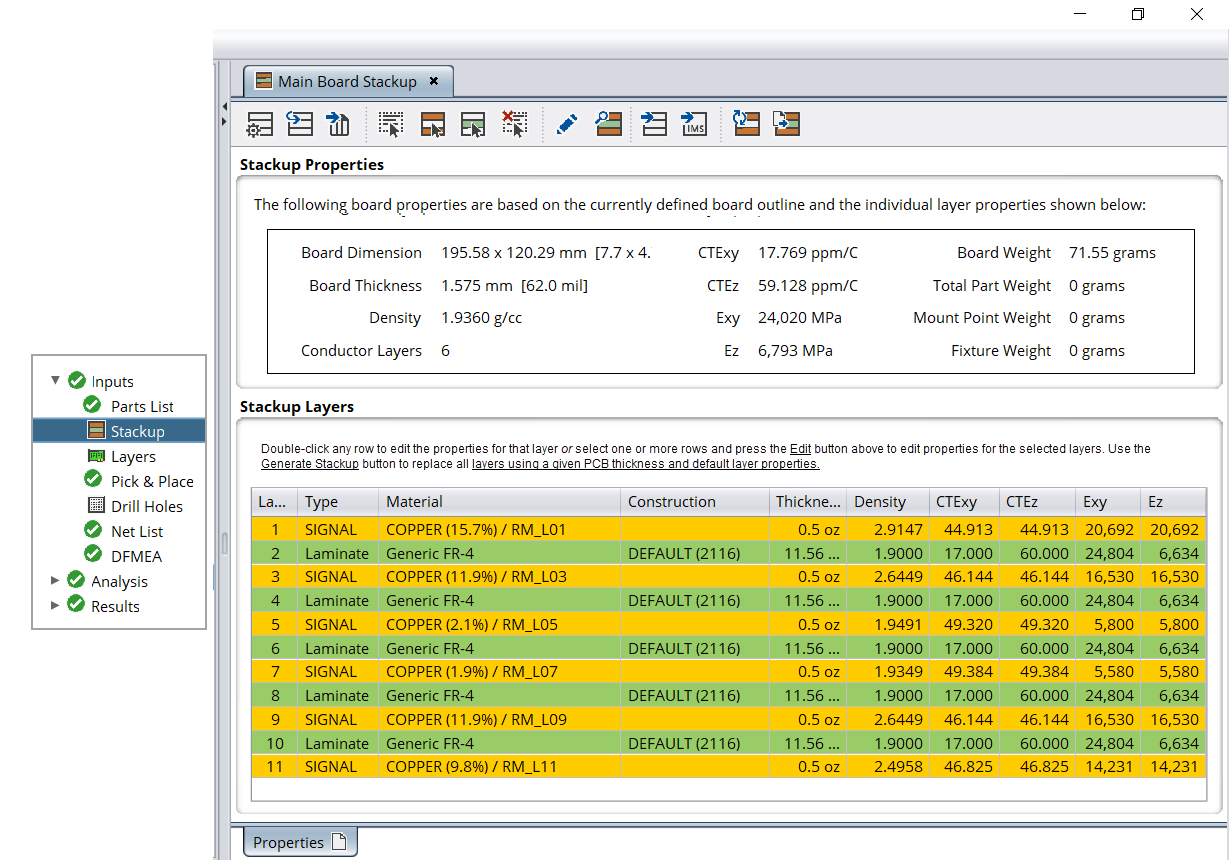 Main Board Stackup
IMS
Stackup Properties
The following board properties are based on the currently defined board outline and the individual layer properties shown below:
Board Dimension 195.58 x 120.29 mm [7.7 x 4. CTExy 17.769 ppm/C Board Weight 71.55 grams
Board Thickness 1.575 mm [62.0 mil] CTEz 59.128 ppm/C Total Part Weight 0 grams
Density 1.9360 g/cc Exy 24,020 MPa Mount Point Weight 0 grams
Conductor Layers 6 Ez 6,793 MPa Fixture Weight 0 grams
Inputs
Parts List
Stackup
Layers
Pick & Place
Drill Holes
Net List
DFMEA
Analysis
Results
Stackup Layers
Double-click any row to edit the properties for that layer or select one or more rows and press the Edit button above to edit properties for the selected layers. Use the
Generate Stackup button to replace all layers using a given PCB thickness and default layer properties.
La... Type Material Construction Thickne... Density CTExy CTEz Exy Ez
1 SIGNAL COPPER (15.7%) / RM_L01 0.5 oz 2.9147 44.913 44.913 20,692 20,692
2 Laminate Generic FR-4 DEFAULT (2116) 11.56 ... 1.9000 17.000 60.000 24,804 6,634
3 SIGNAL COPPER (11.9%) / RM_L03 0.5 oz 2.6449 46.144 46.144 16,530 16,530
4 Laminate Generic FR-4 DEFAULT (2116) 11.56 ... 1.9000 17.000 60.000 24,804 6,634
5 SIGNAL COPPER (2.1%) / RM_L05 0.5 oz 1.9491 49.320 49.320 5,800 5,800
6 Laminate Generic FR-4 DEFAULT (2116) 11.56 ... 1.9000 17.000 60.000 24,804 6,634
7 SIGNAL COPPER (1.9%) / RM_L07 0.5 oz 1.9349 49.384 49.384 5,580 5,580
8 Laminate Generic FR-4 DEFAULT (2116) 11.56 ... 1.9000 17.000 60.000 24,804 6,634
9 SIGNAL COPPER (11.9%) / RM_L09 0.5 oz 2.6449 46.144 46.144 16,530 16,530
10 Laminate Generic FR-4 DEFAULT (2116) 11.56 ... 1.9000 17.000 60.000 24,804 6,634
11 SIGNAL COPPER (9.8%) / RM_L11 0.5 oz 2.4958 46.825 46.825 14,231 14,231
Properties